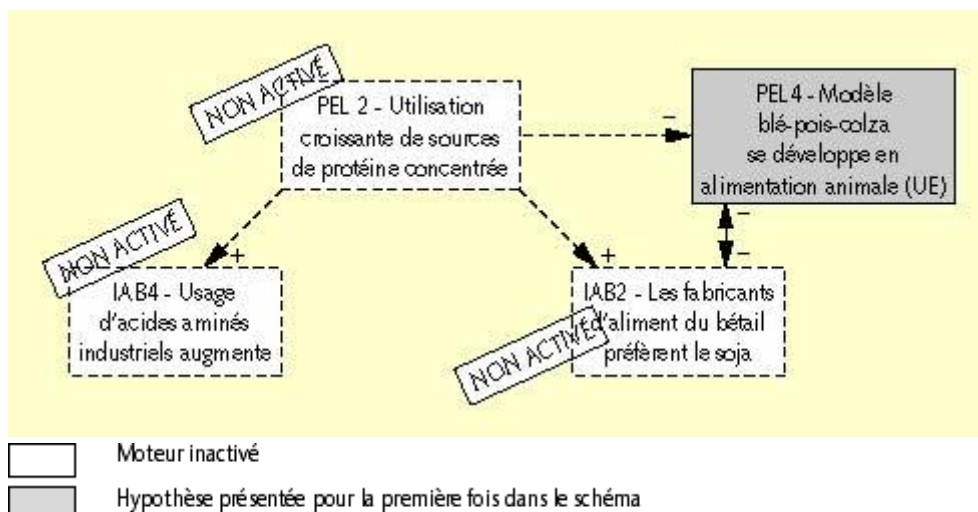 NON ACTIVÉ
PEL 2 - Utilisation
croissante de sources
de protéine concentrée
–
PEL 4 - Modèle
blé-pois-colza
se développe en
alimentation animale (UE)
–
–
NON ACTIVÉ
+
IAB4 - Usage
d'acides aminés
industriels augmente
+
IAB2 - Les fabricants
d'aliment du bétail
préfèrent le soja
NON ACTIVÉ
Moteur inactivé
Hypothèse présentée pour la première fois dans le schéma